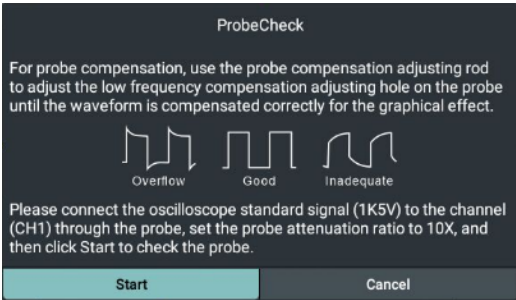 ProbeCheck
For probe compensation, use the probe compensation adjusting rod
to adjust the low frequency compensation adjusting hole on the probe
until the waveform is compensated correctly for the graphical effect.
Overflow Good Inadequate
Please connect the oscilloscope standard signal (1K5V) to the channel
(CH1) through the probe, set the probe attenuation ratio to 10X, and
then click Start to check the probe.
Start Cancel